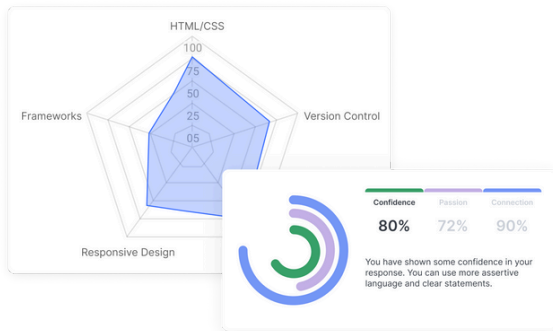 HTML/CSS
100
75
50
25
05
Frameworks
Version Control
Responsive Design
Confidence Passion Connection
80% 72% 90%
You have shown some confidence in your
response. You can use more assertive
language and clear statements.